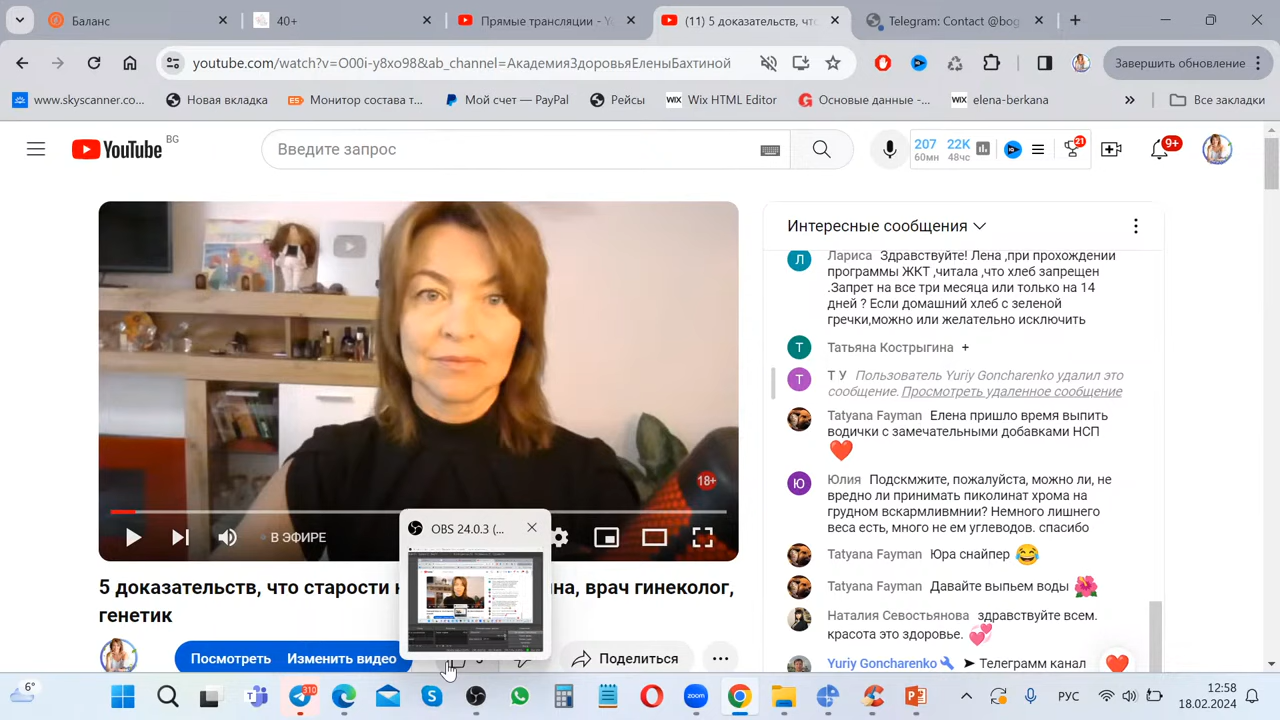 Баланс
40+
Прямые трансляции - Yo
(11) 5 доказательств, что
Telegram: Contact @bog
youtube.com/watch?v=O00i-y8xo98&ab_channel=АкадемияЗдоровьяЕленыБахтиной
Завершить обновление
www.skyscanner.co...
Новая вкладка
Монитор состава т...
Мой счет — PayPal
Рейсы
Wix HTML Editor
Основные данные -...
elena-berkana
Все закладки
YouTube BG
Введите запрос
207 22K
60мн 48чс
21
9+
18+
В ЭФИРЕ
OBS 24.0.3 (...
5 доказательств, что старости н
на, врач гинеколог,
генетик
Посмотреть Изменить видео
Поделиться
Интересные сообщения
Лариса Здравствуйте! Лена ,при прохождении
программы ЖКТ ,читала ,что хлеб запрещен
.Запрет на все три месяца или только на 14
дней ? Если домашний хлеб с зеленой
гречки,можно или желательно исключить
Татьяна Кострыгина +
Т У Пользователь Yuriy Goncharenko удалил это
сообщение. Просмотреть удаленное сообщение
Tatyana Fayman Елена пришло время выпить
водички с замечательными добавками НСП
Юлия Подскмжите, пожалуйста, можно ли, не
вредно ли принимать пиколинат хрома на
грудном вскармливмнии? Немного лишнего
веса есть, много не ем углеводов. спасибо
Tatyana Fayman Юра снайпер
Tatyana Fayman Давайте выпьем воды
Наталия Севостьянова здравствуйте всем.
красота это здоровье.
Yuriy Goncharenko ► Телеграмм канал
6°
310
zoom
РУС
12:58
18.02.2024